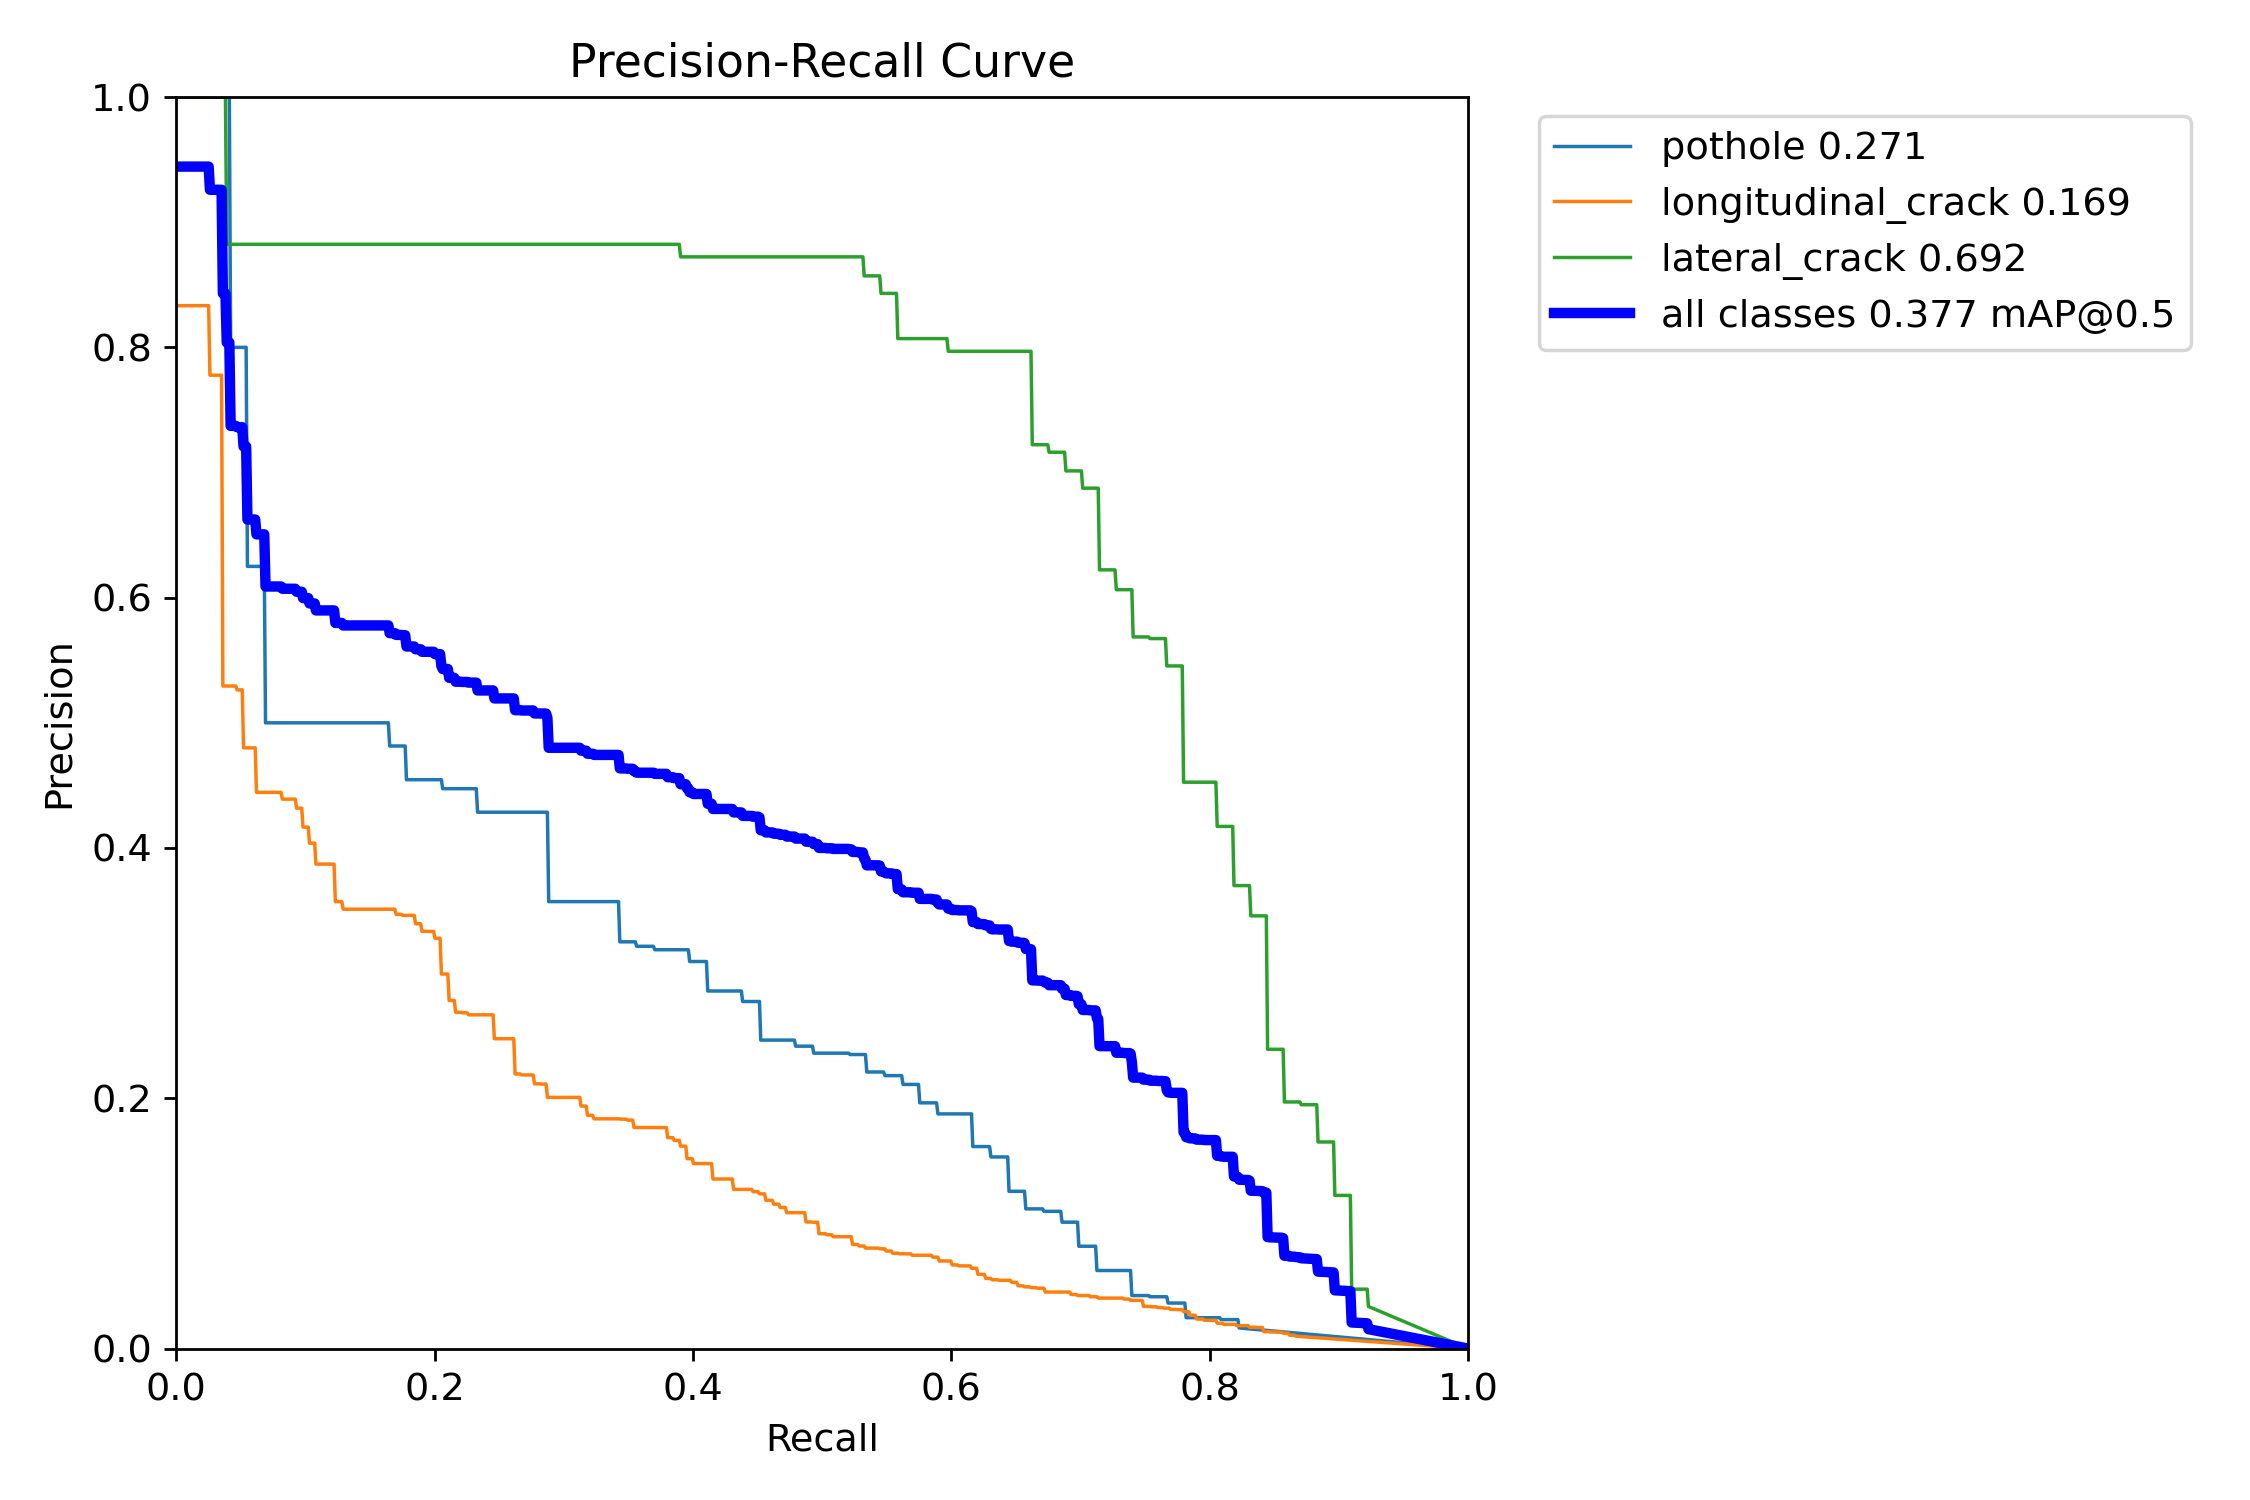 Precision-Recall Curve
1.0
0.8
0.6
0.4
0.2
0.0
Precision
0.0 0.2 0.4 0.6 0.8 1.0
Recall
pothole 0.271
longitudinal_crack 0.169
lateral_crack 0.692
all classes 0.377 mAP@0.5